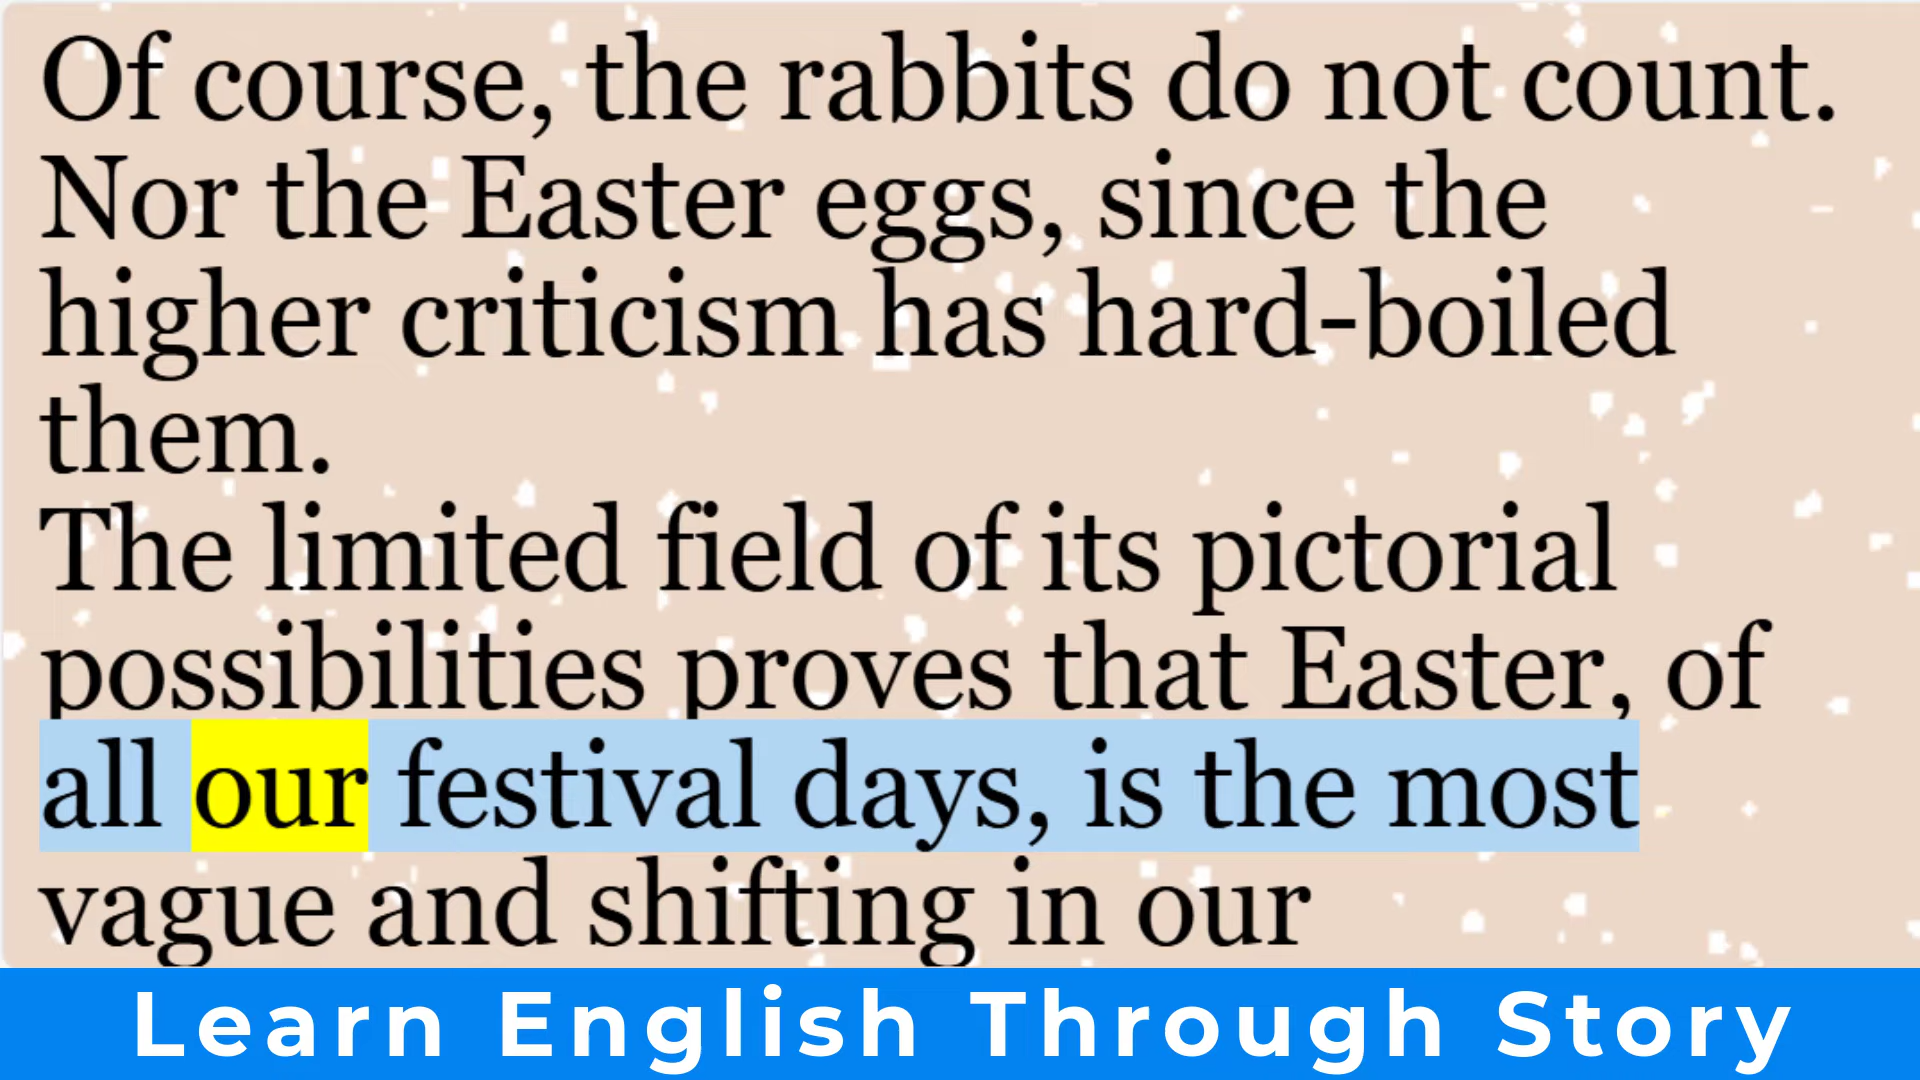 Of course, the rabbits do not count.
Nor the Easter eggs, since the
higher criticism has hard-boiled
them.
The limited field of its pictorial
possibilities proves that Easter, of
all our festival days, is the most
vague and shifting in our
Learn English Through Story